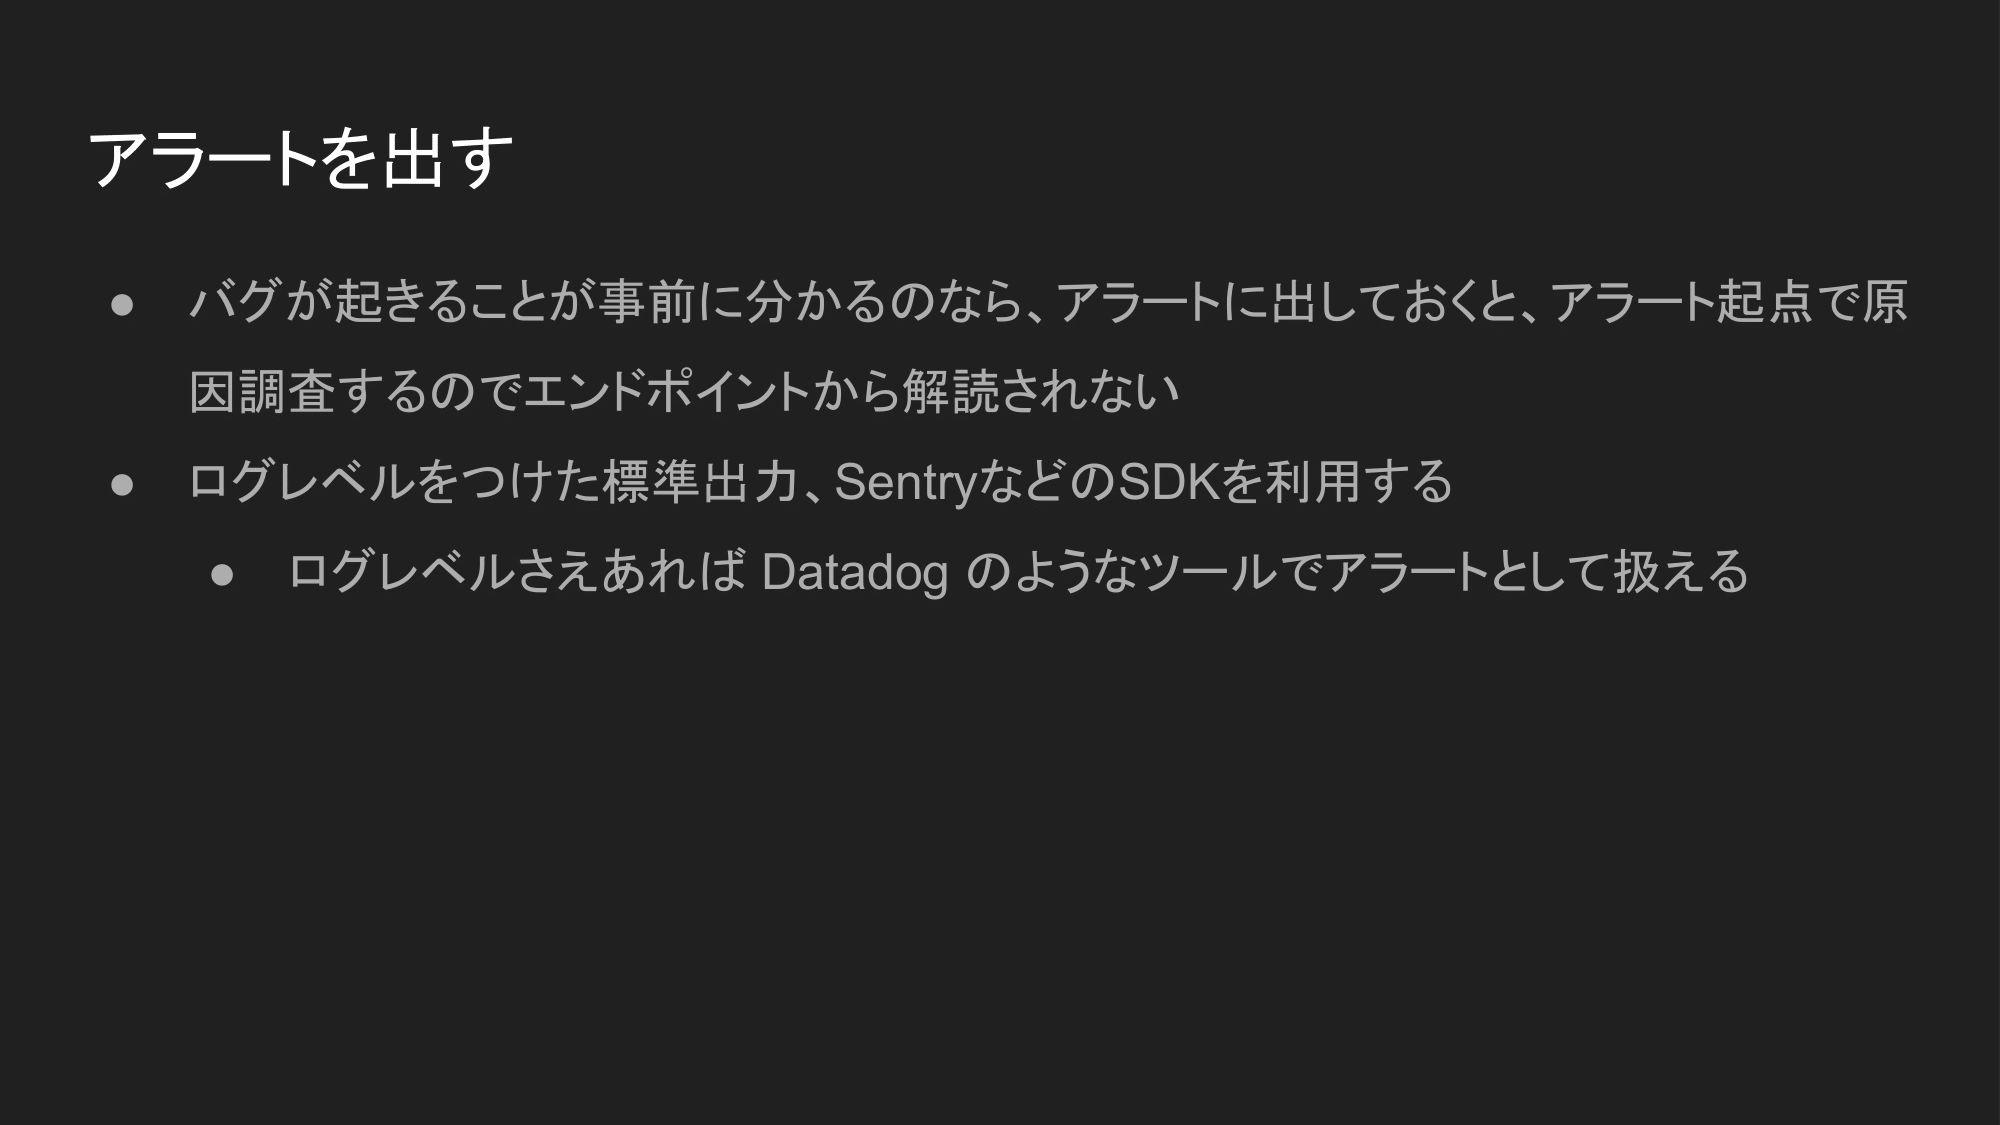 アラートを出す
● バグが起きることが事前に分かるのなら、アラートに出しておくと、アラート起点で原
因調査するのでエンドポイントから解読されない
● ログレベルをつけた標準出力、SentryなどのSDKを利用する
● ログレベルさえあれば Datadog のようなツールでアラートとして扱える